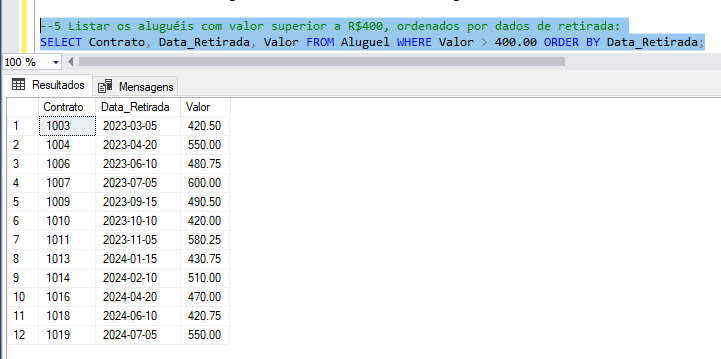 --5 Listar os aluguéis com valor superior a R$400, ordenados por dados de retirada:
SELECT Contrato, Data_Retirada, Valor FROM Aluguel WHERE Valor > 400.00 ORDER BY Data_Retirada;
100 %
Resultados Mensagens
Contrato Data_Retirada Valor
1 1003 2023-03-05 420.50
2 1004 2023-04-20 550.00
3 1006 2023-06-10 480.75
4 1007 2023-07-05 600.00
5 1009 2023-09-15 490.50
6 1010 2023-10-10 420.00
7 1011 2023-11-05 580.25
8 1013 2024-01-15 430.75
9 1014 2024-02-10 510.00
10 1016 2024-04-20 470.00
11 1018 2024-06-10 420.75
12 1019 2024-07-05 550.00